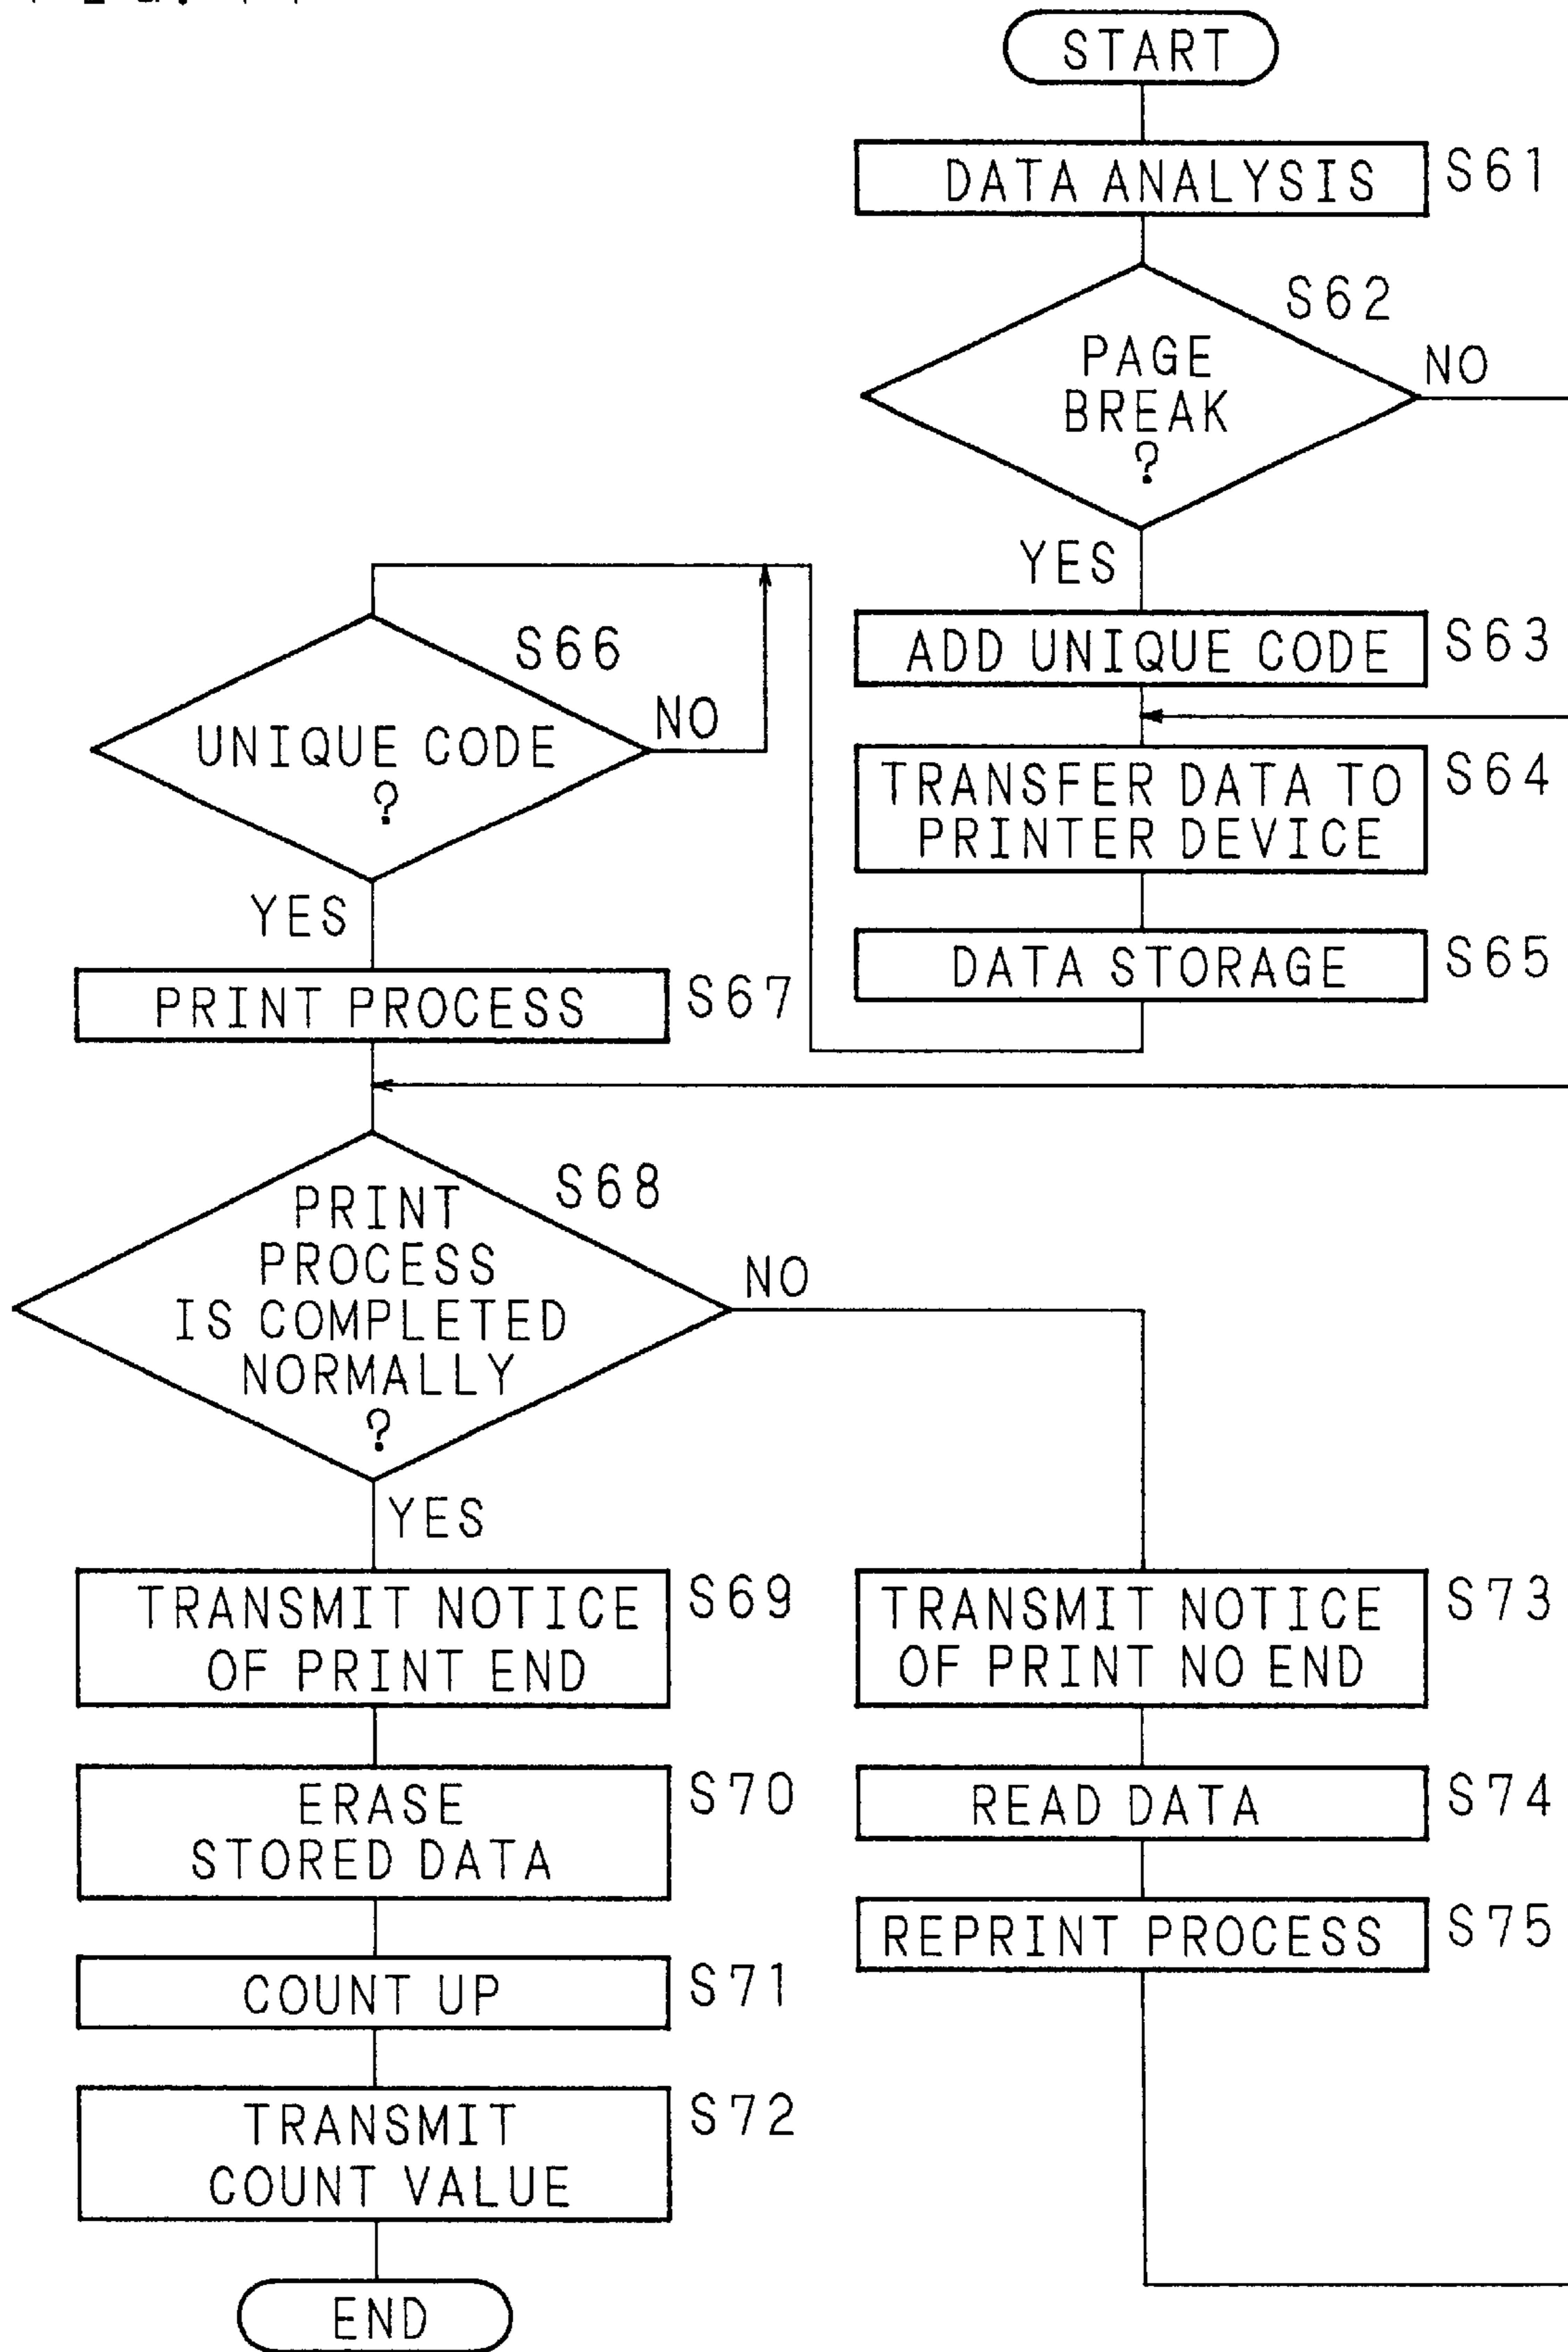 START
DATA ANALYSIS S61
S62
PAGE
BREAK
?
NO
YES
ADD UNIQUE CODE S63
TRANSFER DATA TO
PRINTER DEVICE
S64
DATA STORAGE S65
S66
UNIQUE CODE
?
NO
YES
PRINT PROCESS S67
S68
PRINT
PROCESS
IS COMPLETED
NORMALLY
?
NO
YES
TRANSMIT NOTICE
OF PRINT END
S69
ERASE
STORED DATA
S70
COUNT UP S71
TRANSMIT
COUNT VALUE
S72
END
TRANSMIT NOTICE
OF PRINT NO END
S73
READ DATA S74
REPRINT PROCESS S75